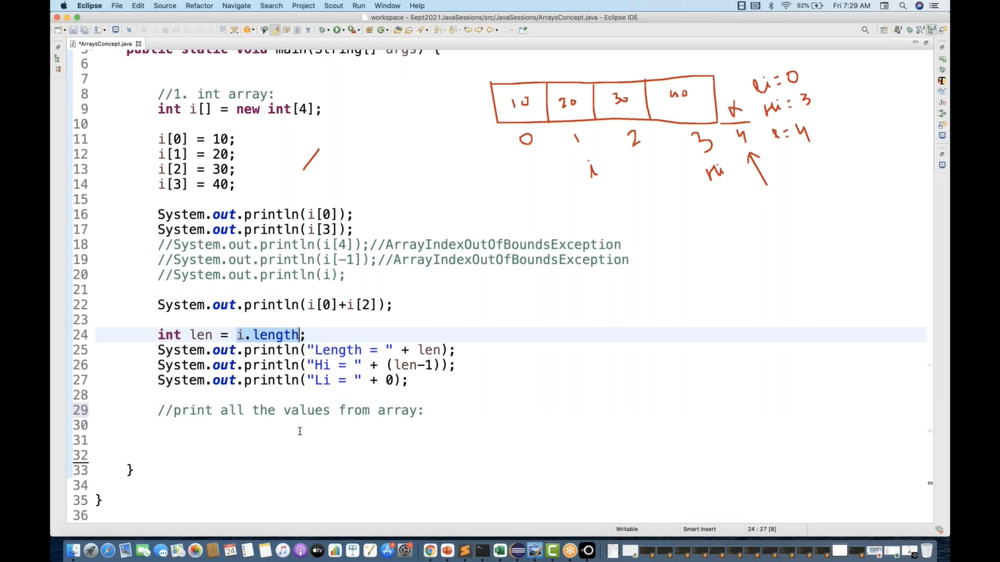 Eclipse File Edit Source Refactor Navigate Search Project Scout Run Window Help 92% Fri 7:29 AM
workspace - Sept2021JavaSessions/src/JavaSessions/ArraysConcept.java - Eclipse IDE
*ArraysConcept.java
5 public static void main(String[] args) {
6
7
8 //1. int array:
9 int i[] = new int[4];
10
11 i[0] = 10;
12 i[1] = 20;
13 i[2] = 30;
14 i[3] = 40;
15
16 System.out.println(i[0]);
17 System.out.println(i[3]);
18 //System.out.println(i[4]);//ArrayIndexOutOfBoundsException
19 //System.out.println(i[-1]);//ArrayIndexOutOfBoundsException
20 //System.out.println(i);
21
22 System.out.println(i[0]+i[2]);
23
24 int len = i.length;
25 System.out.println("Length = " + len);
26 System.out.println("Hi = " + (len-1));
27 System.out.println("Li = " + 0);
28
29 //print all the values from array:
30
31
32
33 }
34
35 }
36
10 20 30 40
0 1 2 3 4
i Hi
Li = 0
Hi = 3
l = 4
Writable Smart Insert 24 : 27 [8]